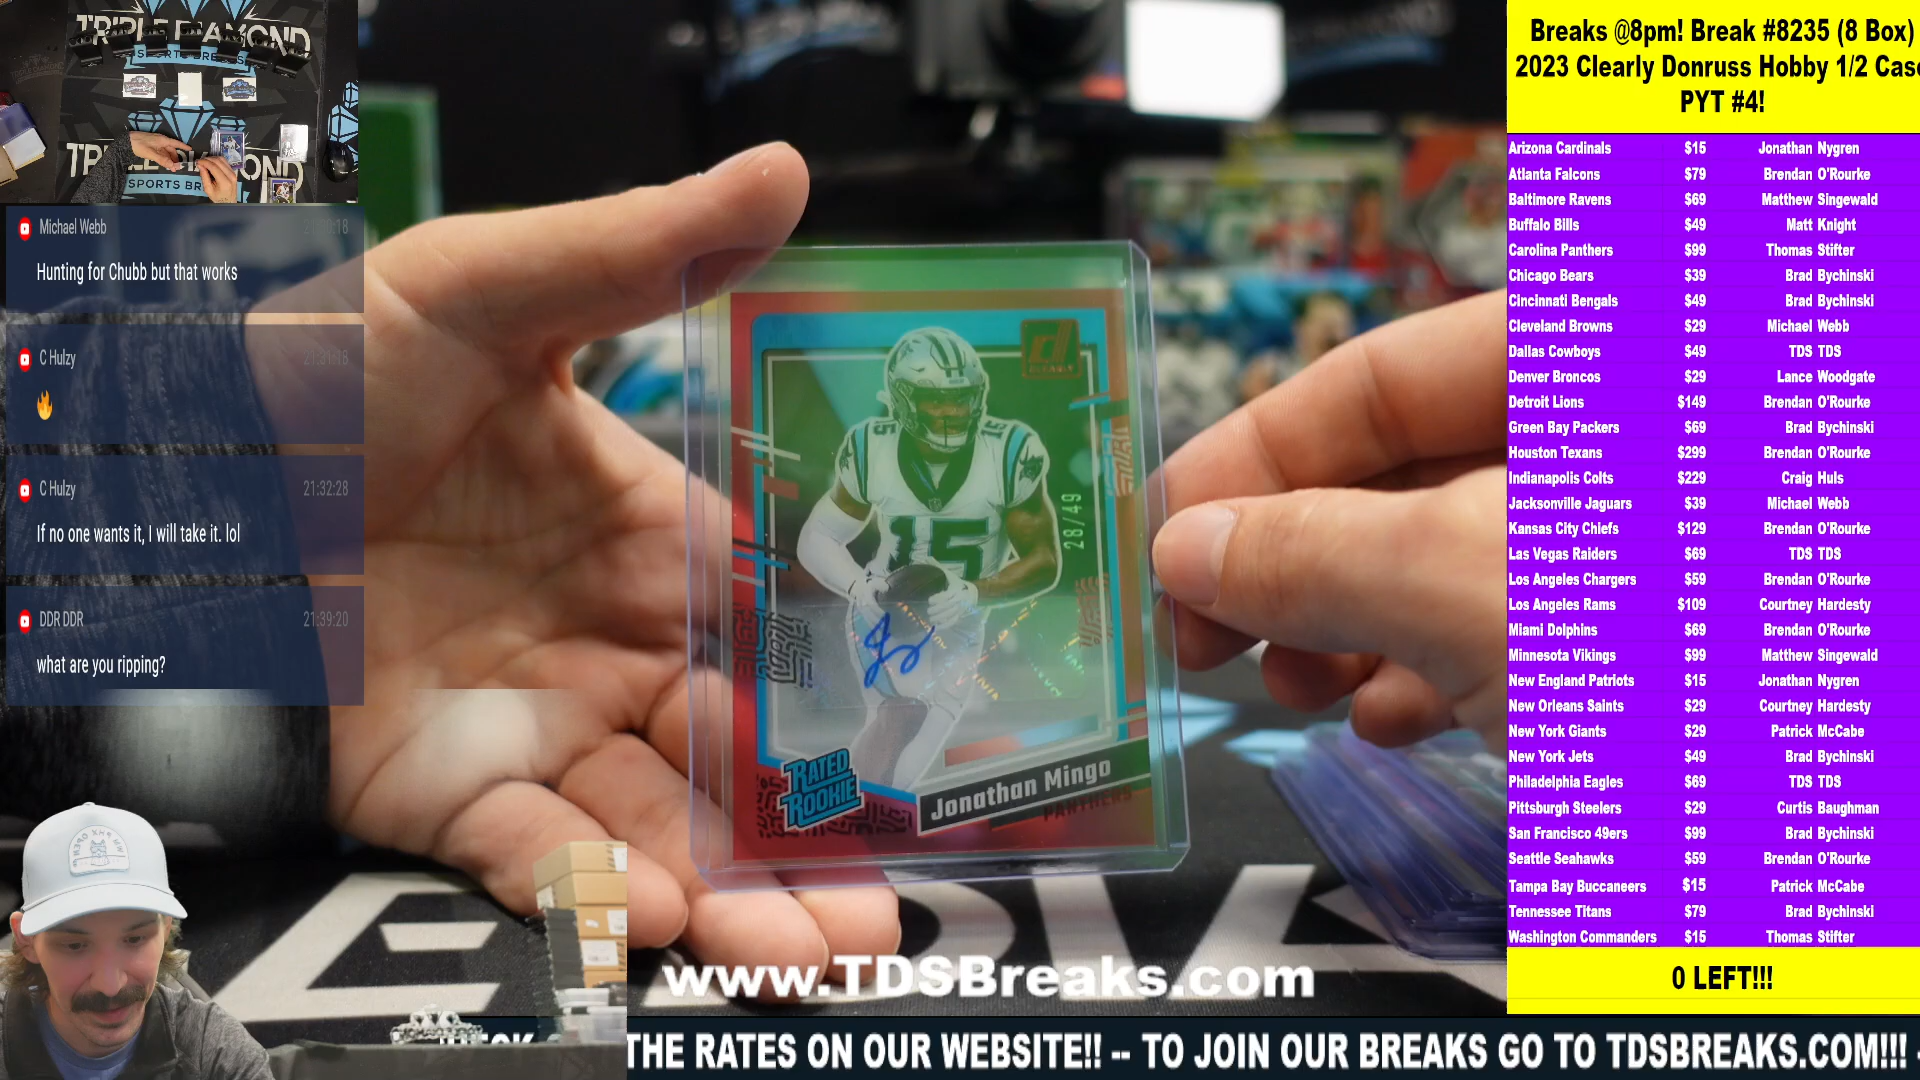 TRIPLE DIAMOND
SPORTS BREAKS
Michael Webb
Hunting for Chubb but that works
C Hulzy
21:31:18
🔥
C Hulzy
21:32:28
If no one wants it, I will take it. lol
DDR DDR
21:39:20
what are you ripping?
15
15
15
28/49
RATED
ROOKIE
Jonathan Mingo
PANTHERS
www.TDSBreaks.com
THE RATES ON OUR WEBSITE!! -- TO JOIN OUR BREAKS GO TO TDSBREAKS.COM!!! -
Breaks @8pm! Break #8235 (8 Box)
2023 Clearly Donruss Hobby 1/2 Cas
PYT #4!
Arizona Cardinals $15 Jonathan Nygren
Atlanta Falcons $79 Brendan O'Rourke
Baltimore Ravens $69 Matthew Singewald
Buffalo Bills $49 Matt Knight
Carolina Panthers $99 Thomas Stifter
Chicago Bears $39 Brad Bychinski
Cincinnati Bengals $49 Brad Bychinski
Cleveland Browns $29 Michael Webb
Dallas Cowboys $49 TDS TDS
Denver Broncos $29 Lance Woodgate
Detroit Lions $149 Brendan O'Rourke
Green Bay Packers $69 Brad Bychinski
Houston Texans $299 Brendan O'Rourke
Indianapolis Colts $229 Craig Huls
Jacksonville Jaguars $39 Michael Webb
Kansas City Chiefs $129 Brendan O'Rourke
Las Vegas Raiders $69 TDS TDS
Los Angeles Chargers $59 Brendan O'Rourke
Los Angeles Rams $109 Courtney Hardesty
Miami Dolphins $69 Brendan O'Rourke
Minnesota Vikings $99 Matthew Singewald
New England Patriots $15 Jonathan Nygren
New Orleans Saints $29 Courtney Hardesty
New York Giants $29 Patrick McCabe
New York Jets $49 Brad Bychinski
Philadelphia Eagles $69 TDS TDS
Pittsburgh Steelers $29 Curtis Baughman
San Francisco 49ers $99 Brad Bychinski
Seattle Seahawks $59 Brendan O'Rourke
Tampa Bay Buccaneers $15 Patrick McCabe
Tennessee Titans $79 Brad Bychinski
Washington Commanders $15 Thomas Stifter
0 LEFT!!!